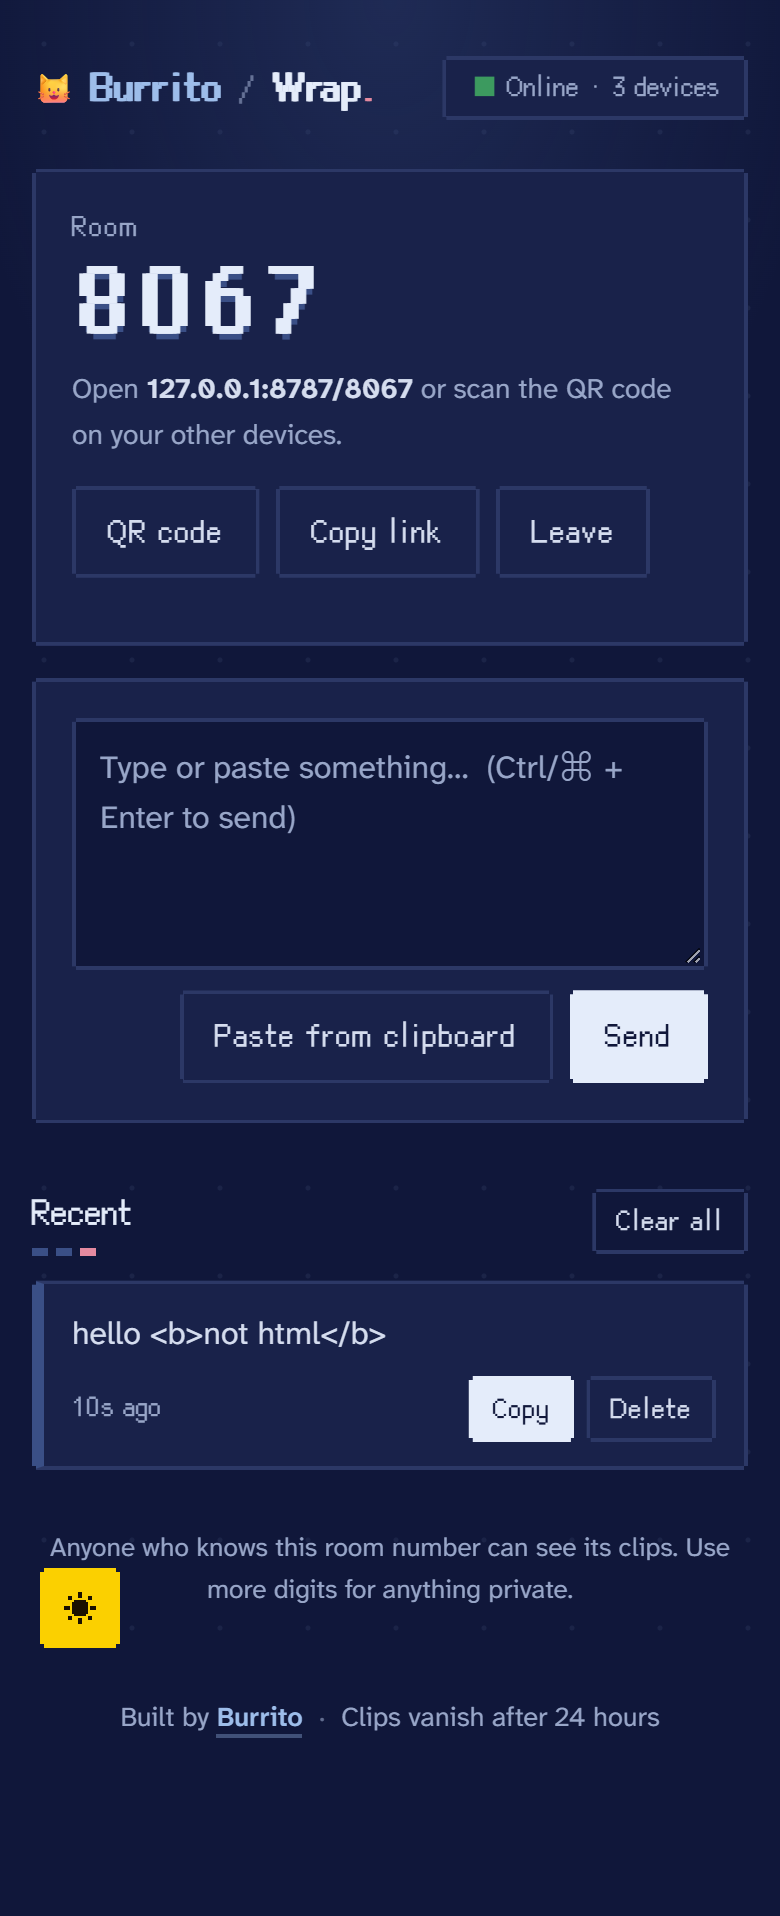 Burrito / Wrap.
Online · 3 devices
Room
8067
Open 127.0.0.1:8787/8067 or scan the QR code
on your other devices.
QR code
Copy link
Leave
Type or paste something... (Ctrl/⌘ +
Enter to send)
Paste from clipboard
Send
Recent
Clear all
hello <b>not html</b>
10s ago
Copy
Delete
Anyone who knows this room number can see its clips. Use
more digits for anything private.
Built by Burrito · Clips vanish after 24 hours